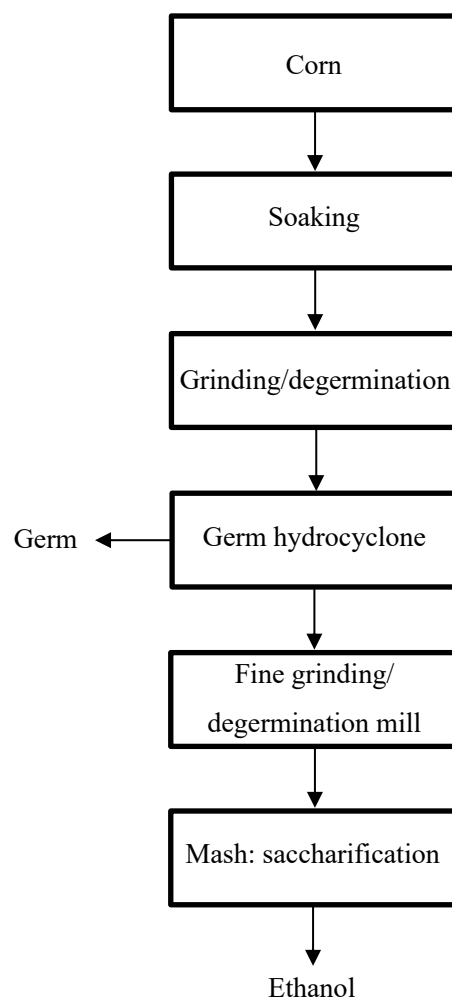 Corn
Soaking
Grinding/degermination
Germ
Germ hydrocyclone
Fine grinding/
degermination mill
Mash: saccharification
Ethanol